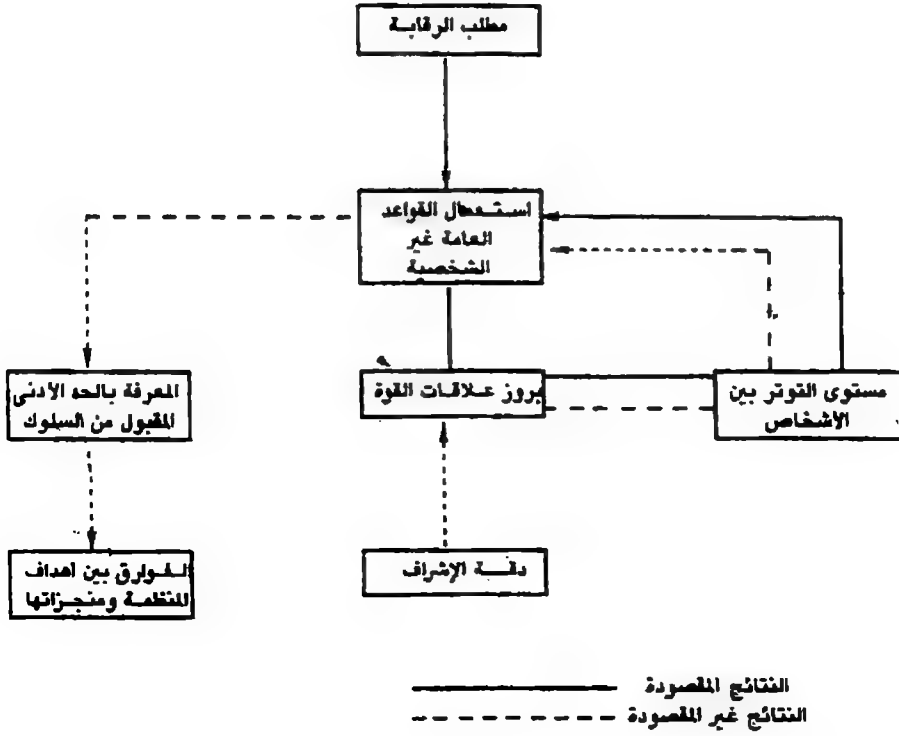 مطلب الرقابة
استعمال القواعد
العامة غير
الشخصية
المعرفة بالحد الأدنى
المقبول من السلوك
بروز علاقات القوة
مستوى التوتر بين
الأشخاص
الفوارق بين أهداف
المنظمة ومنجزاتها
دقة الإشراف
النتائج المقصودة
النتائج غير المقصودة